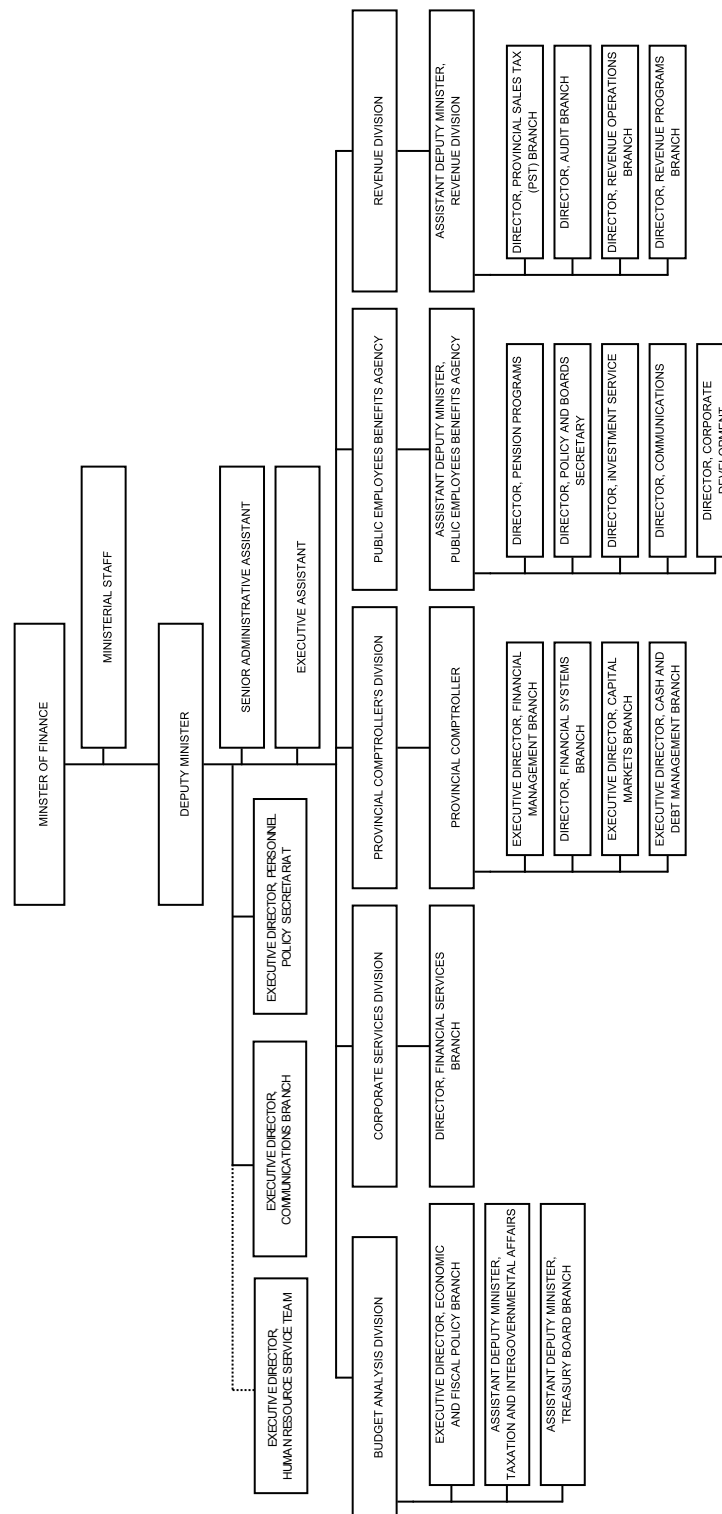 MINSTER OF FINANCE
MINISTERIAL STAFF
DEPUTY MINISTER
SENIOR ADMINISTRATIVE ASSISTANT
EXECUTIVE ASSISTANT
EXECUTIVE DIRECTOR,
HUMAN RESOURCE SERVICE TEAM
EXECUTIVE DIRECTOR,
COMMUNICATIONS BRANCH
EXECUTIVE DIRECTOR, PERSONNEL
POLICY SECRETARIAT
BUDGET ANALYSIS DIVISION
EXECUTIVE DIRECTOR, ECONOMIC
AND FISCAL POLICY BRANCH
ASSISTANT DEPUTY MINISTER,
TAXATION AND INTERGOVERNMENTAL AFFAIRS
ASSISTANT DEPUTY MINISTER,
TREASURY BOARD BRANCH
CORPORATE SERVICES DIVISION
DIRECTOR, FINANCIAL SERVICES
BRANCH
PROVINCIAL COMPTROLLER'S DIVISION
PROVINCIAL COMPTROLLER
EXECUTIVE DIRECTOR, FINANCIAL
MANAGEMENT BRANCH
DIRECTOR, FINANCIAL SYSTEMS
BRANCH
EXECUTIVE DIRECTOR, CAPITAL
MARKETS BRANCH
EXECUTIVE DIRECTOR, CASH AND
DEBT MANAGEMENT BRANCH
PUBLIC EMPLOYEES BENEFITS AGENCY
ASSISTANT DEPUTY MINISTER,
PUBLIC EMPLOYEES BENEFITS AGENCY
DIRECTOR, PENSION PROGRAMS
DIRECTOR, POLICY AND BOARDS
SECRETARY
DIRECTOR, iNVESTMENT SERVICE
DIRECTOR, COMMUNICATIONS
DIRECTOR, CORPORATE
DEVELOPMENT
REVENUE DIVISION
ASSISTANT DEPUTY MINISTER,
REVENUE DIVISION
DIRECTOR, PROVINCIAL SALES TAX
(PST) BRANCH
DIRECTOR, AUDIT BRANCH
DIRECTOR, REVENUE OPERATIONS
BRANCH
DIRECTOR, REVENUE PROGRAMS
BRANCH